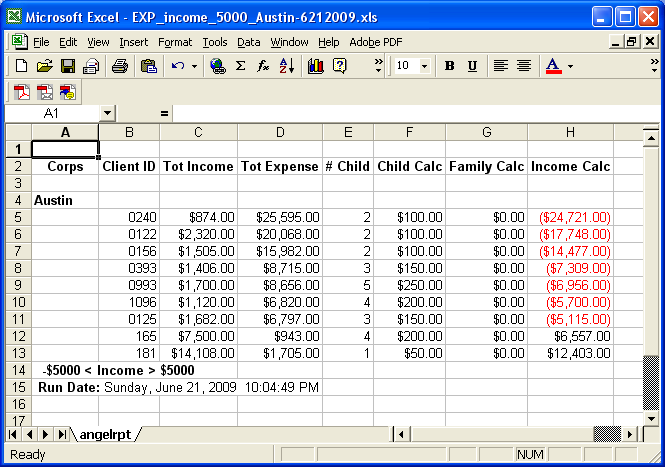 Microsoft Excel - EXP_income_5000_Austin-6212009.xls
File Edit View Insert Format Tools Data Window Help Adobe PDF
Σ fx A Z » 10 B U A »
A1 =
A B C D E F G H
1
2 Corps Client ID Tot Income Tot Expense # Child Child Calc Family Calc Income Calc
3
4 Austin
5 0240 $874.00 $25,595.00 2 $100.00 $0.00 ($24,721.00)
6 0122 $2,320.00 $20,068.00 2 $100.00 $0.00 ($17,748.00)
7 0156 $1,505.00 $15,982.00 2 $100.00 $0.00 ($14,477.00)
8 0393 $1,406.00 $8,715.00 3 $150.00 $0.00 ($7,309.00)
9 0993 $1,700.00 $8,656.00 5 $250.00 $0.00 ($6,956.00)
10 1096 $1,120.00 $6,820.00 4 $200.00 $0.00 ($5,700.00)
11 0125 $1,682.00 $6,797.00 3 $150.00 $0.00 ($5,115.00)
12 165 $7,500.00 $943.00 4 $200.00 $0.00 $6,557.00
13 181 $14,108.00 $1,705.00 1 $50.00 $0.00 $12,403.00
14 -$5000 < Income > $5000
15 Run Date: Sunday, June 21, 2009 10:04:49 PM
16
17
angelrpt
Ready NUM